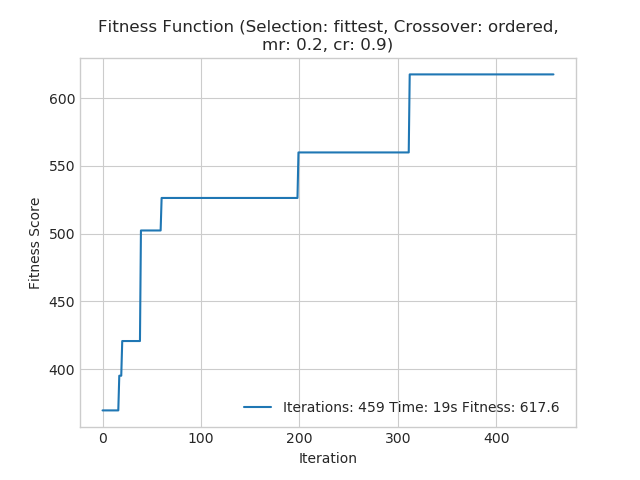 Fitness Function (Selection: fittest, Crossover: ordered,
mr: 0.2, cr: 0.9)
Fitness Score
600
550
500
450
400
Iterations: 459 Time: 19s Fitness: 617.6
0 100 200 300 400
Iteration